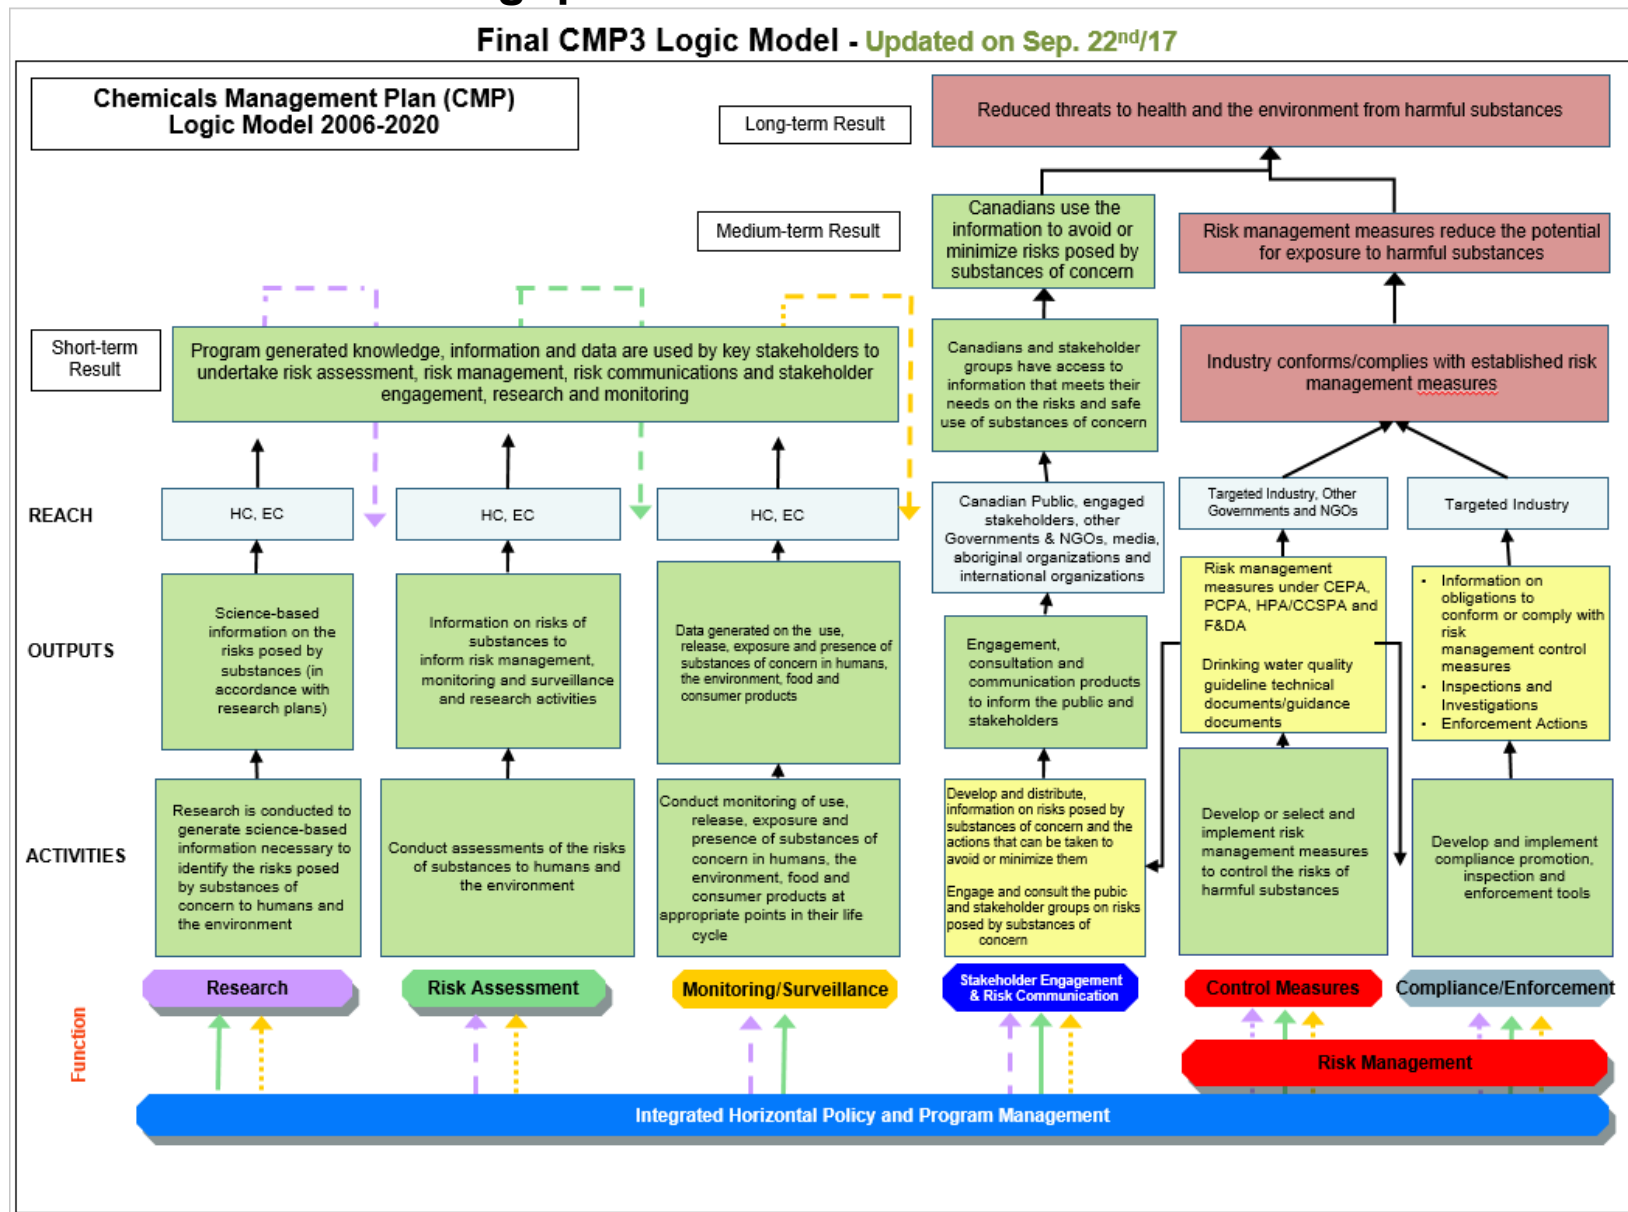 Final CMP3 Logic Model - Updated on Sep. 22nd/17
Chemicals Management Plan (CMP)
Logic Model 2006-2020
Long-term Result
Reduced threats to health and the environment from harmful substances
Medium-term Result
Canadians use the
information to avoid or
minimize risks posed by
substances of concern
Risk management measures reduce the potential
for exposure to harmful substances
Short-term
Result
Program generated knowledge, information and data are used by key stakeholders to
undertake risk assessment, risk management, risk communications and stakeholder
engagement, research and monitoring
Canadians and stakeholder
groups have access to
information that meets their
needs on the risks and safe
use of substances of concern
Industry conforms/complies with established risk
management measures
REACH
HC, EC
HC, EC
HC, EC
Canadian Public, engaged
stakeholders, other
Governments & NGOs, media,
aboriginal organizations and
international organizations
Targeted Industry, Other
Governments and NGOs
Targeted Industry
OUTPUTS
Science-based
information on the
risks posed by
substances (in
accordance with
research plans)
Information on risks of
substances to
inform risk management,
monitoring and surveillance
and research activities
Data generated on the use,
release, exposure and presence of
substances of concern in humans,
the environment, food and
consumer products
Engagement,
consultation and
communication products
to inform the public and
stakeholders
Risk management
measures under CEPA,
PCPA, HPA/CCSPA and
F&DA
Drinking water quality
guideline technical
documents/guidance
documents
• Information on
obligations to
conform or comply with
risk
management control
measures
• Inspections and
Investigations
• Enforcement Actions
ACTIVITIES
Research is conducted to
generate science-based
information necessary to
identify the risks posed
by substances of
concern to humans and
the environment
Conduct assessments of the risks
of substances to humans and
the environment
Conduct monitoring of use,
release, exposure and
presence of substances of
concern in humans, the
environment, food and
consumer products at
appropriate points in their life
cycle
Develop and distribute,
information on risks posed by
substances of concern and the
actions that can be taken to
avoid or minimize them
Engage and consult the pubic
and stakeholder groups on risks
posed by substances of
concern
Develop or select and
implement risk
management measures
to control the risks of
harmful substances
Develop and implement
compliance promotion,
inspection and
enforcement tools
Function
Research
Risk Assessment
Monitoring/Surveillance
Stakeholder Engagement
& Risk Communication
Control Measures
Compliance/Enforcement
Risk Management
Integrated Horizontal Policy and Program Management